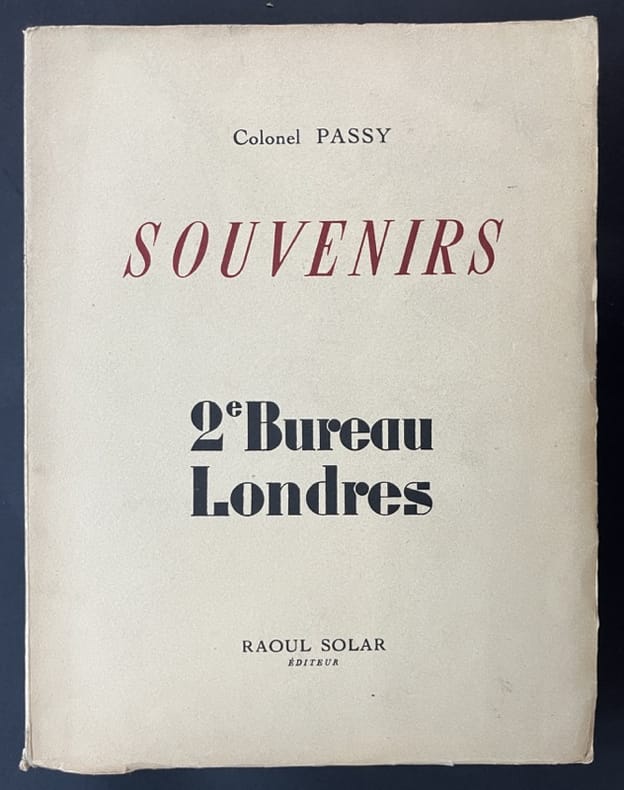 Colonel PASSY
SOUVENIRS
2e Bureau
Londres
RAOUL SOLAR
ÉDITEUR